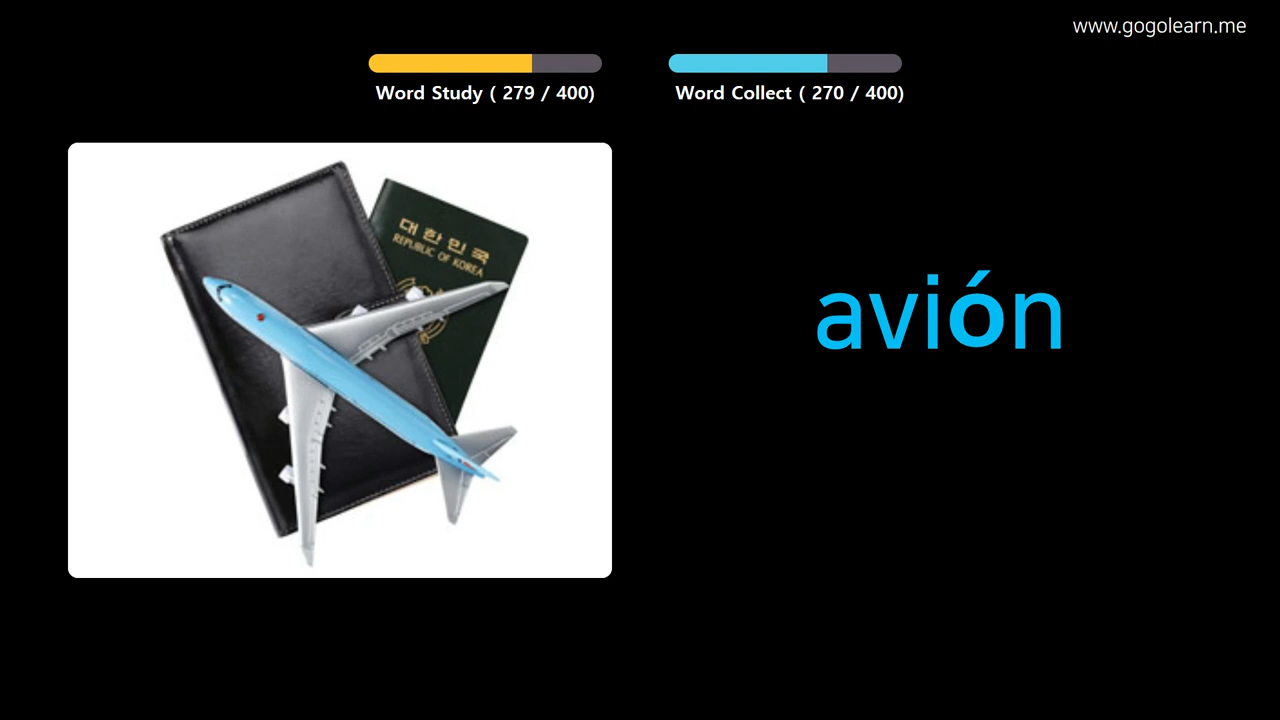 www.gogolearn.me
Word Study ( 279 / 400)
Word Collect ( 270 / 400)
대한민국
REPUBLIC OF KOREA
avión